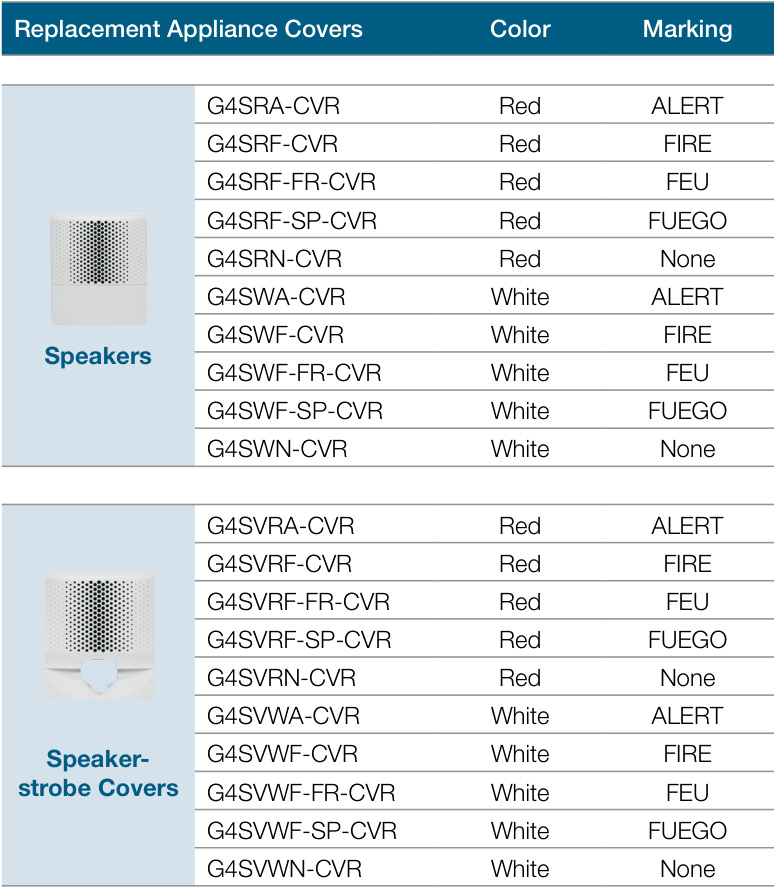 Replacement Appliance Covers Color Marking
G4SRA-CVR Red ALERT
G4SRF-CVR Red FIRE
G4SRF-FR-CVR Red FEU
G4SRF-SP-CVR Red FUEGO
G4SRN-CVR Red None
G4SWA-CVR White ALERT
G4SWF-CVR White FIRE
Speakers
G4SWF-FR-CVR White FEU
G4SWF-SP-CVR White FUEGO
G4SWN-CVR White None
G4SVRA-CVR Red ALERT
G4SVRF-CVR Red FIRE
G4SVRF-FR-CVR Red FEU
G4SVRF-SP-CVR Red FUEGO
G4SVRN-CVR Red None
G4SVWA-CVR White ALERT
G4SVWF-CVR White FIRE
Speaker-
strobe Covers
G4SVWF-FR-CVR White FEU
G4SVWF-SP-CVR White FUEGO
G4SVWN-CVR White None